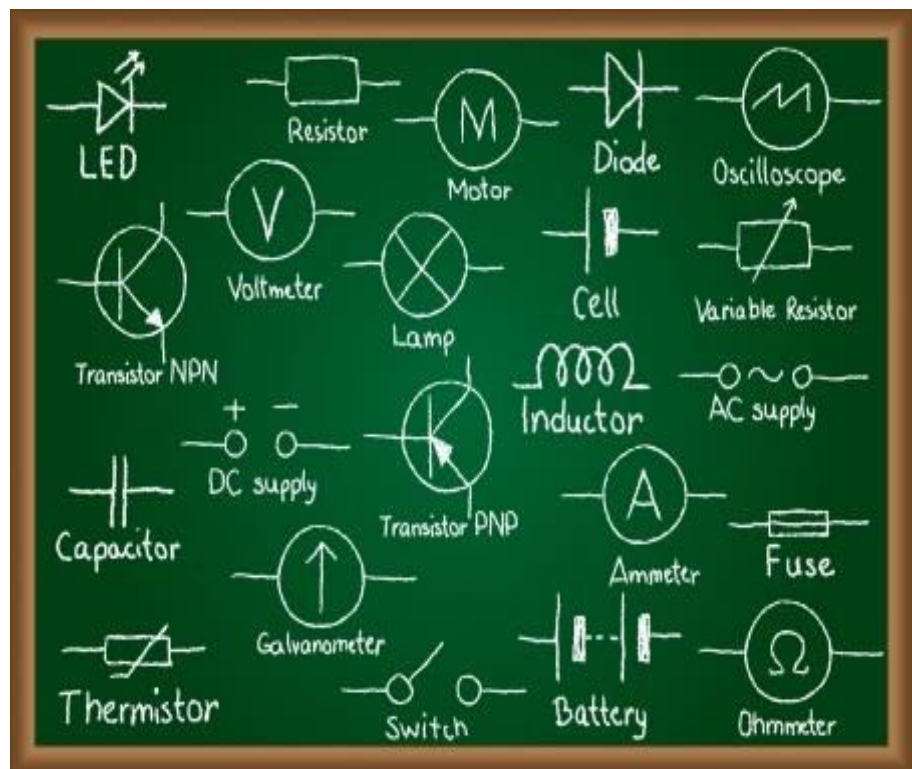 LED
Resistor
M
Motor
Diode
Oscilloscope
V
Voltmeter
Lamp
Cell
Variable Resistor
Transistor NPN
Inductor
AC supply
+ −
DC supply
Transistor PNP
Capacitor
A
Ammeter
Fuse
Galvanometer
Thermistor
Switch
Battery
Ω
Ohmmeter